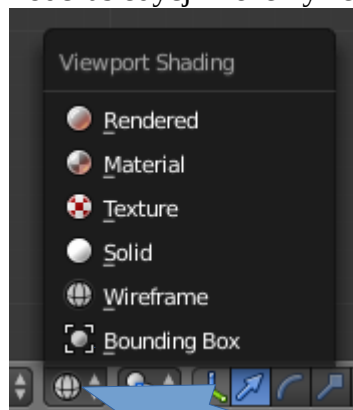 Viewport Shading
Rendered
Material
Texture
Solid
Wireframe
Bounding Box